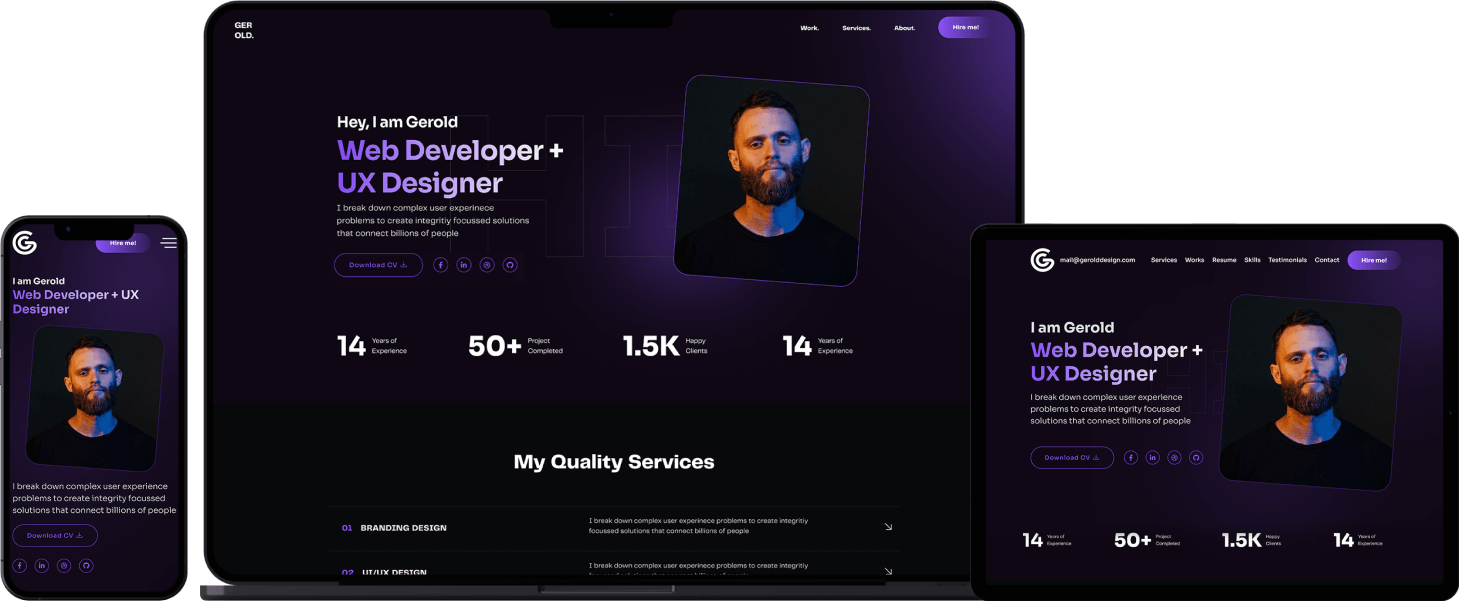 I am Gerold
Web Developer + UX
Designer
Hire me!
I break down complex user experience
problems to create integrity focussed
solutions that connect billions of people
Download CV
GER
OLD.
Work.
Services.
About.
Hire me!
HI
Hey, I am Gerold
Web Developer +
UX Designer
I break down complex user experinece
problems to create integritiy focussed solutions
that connect billions of people
Download CV
14 Years of
Experience
50+ Project
Completed
1.5K Happy
Clients
14 Years of
Experience
My Quality Services
01 BRANDING DESIGN
I break down complex user experinece problems to create integritiy
focussed solutions that connect billions of people
02 UI/UX DESIGN
I break down complex user experinece problems to create integritiy
mail@gerolddesign.com
Services
Works
Resume
Skills
Testimonials
Contact
Hire me!
I am Gerold
Web Developer +
UX Designer
I break down complex user experience
problems to create integrity focussed
solutions that connect billions of people
Download CV
14 Years of
Experience
50+ Project
Completed
1.5K Happy
Clients
14 Years of
Experience